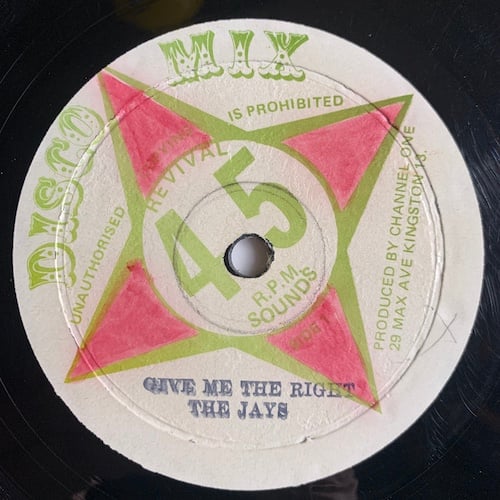 DISCO MIX
UNAUTHORISED
IS PROHIBITED
REVIVAL
45
R.P.M
SOUNDS
PRODUCED BY CHANNEL ONE
29 MAX AVE KINGSTON 13.
GIVE ME THE RIGHT
THE JAYS